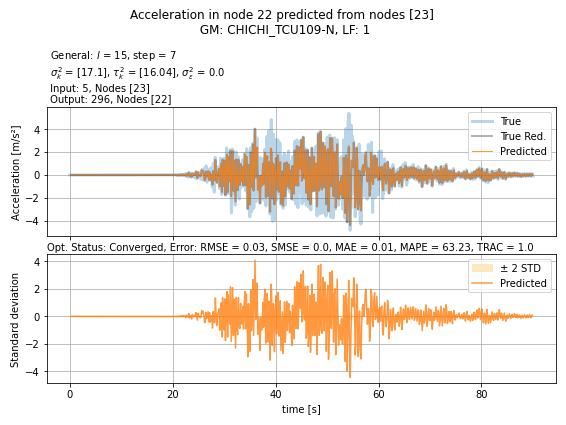 Acceleration in node 22 predicted from nodes [23]
GM: CHICHI_TCU109-N, LF: 1
General: l = 15, step = 7
σ²ₖ = [17.1], τ²ₖ = [16.04], σ²ε = 0.0
Input: 5, Nodes [23]
Output: 296, Nodes [22]
Acceleration [m/s²]
4
2
0
−2
−4
True
True Red.
Predicted
Opt. Status: Converged, Error: RMSE = 0.03, SMSE = 0.0, MAE = 0.01, MAPE = 63.23, TRAC = 1.0
Standard deviation
4
2
0
−2
−4
± 2 STD
Predicted
0 20 40 60 80
time [s]